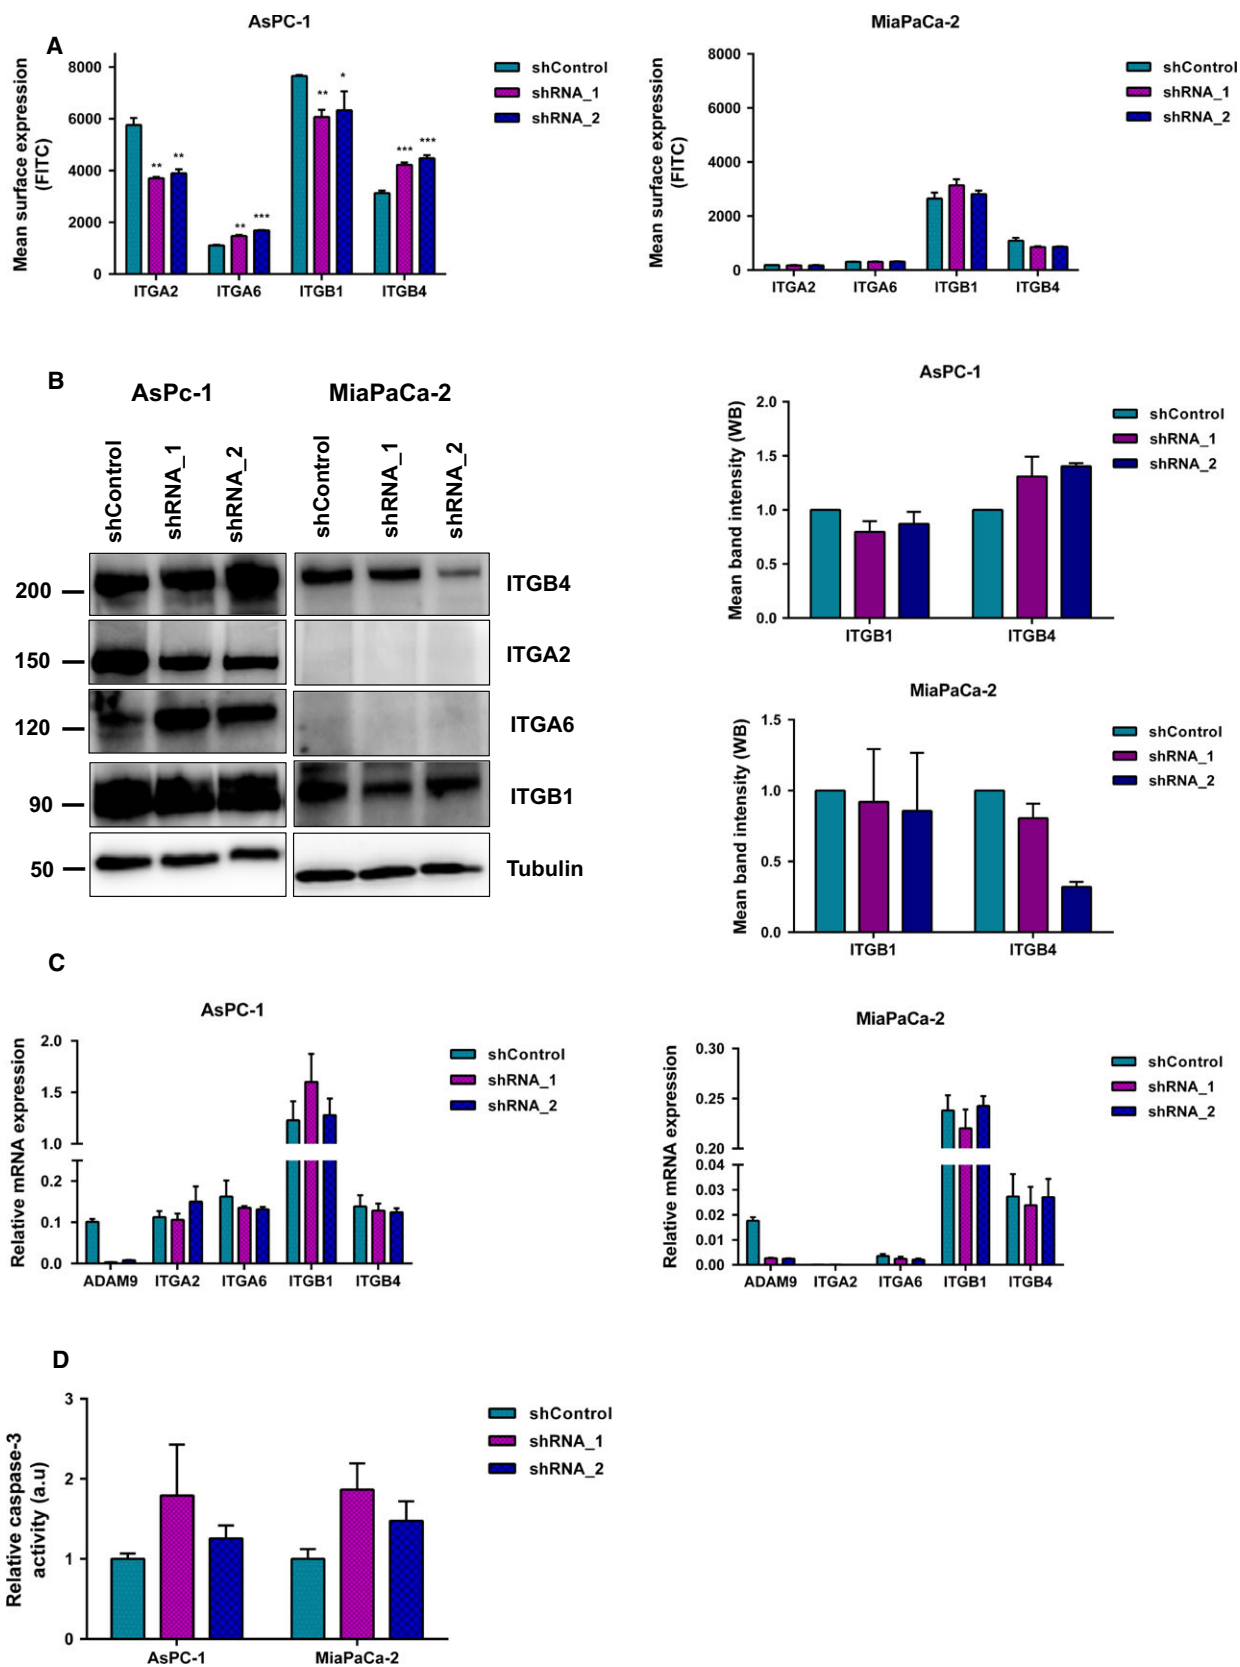 A
AsPC-1
Mean surface expression
(FITC)
8000
6000
4000
2000
0
** **
** ***
** *
*** ***
ITGA2 ITGA6 ITGB1 ITGB4
shControl
shRNA_1
shRNA_2
MiaPaCa-2
Mean surface expression
(FITC)
8000
6000
4000
2000
0
ITGA2 ITGA6 ITGB1 ITGB4
shControl
shRNA_1
shRNA_2
B
AsPc-1 MiaPaCa-2
shControl shRNA_1 shRNA_2 shControl shRNA_1 shRNA_2
200 ITGB4
150 ITGA2
120 ITGA6
90 ITGB1
50 Tubulin
AsPC-1
Mean band intensity (WB)
2.0
1.5
1.0
0.5
0.0
ITGB1 ITGB4
shControl
shRNA_1
shRNA_2
MiaPaCa-2
Mean band intensity (WB)
1.5
1.0
0.5
0.0
ITGB1 ITGB4
shControl
shRNA_1
shRNA_2
C
AsPC-1
Relative mRNA expression
2.0
1.5
1.0
0.2
0.1
0.0
ADAM9 ITGA2 ITGA6 ITGB1 ITGB4
shControl
shRNA_1
shRNA_2
MiaPaCa-2
Relative mRNA expression
0.30
0.25
0.20
0.04
0.03
0.02
0.01
0.00
ADAM9 ITGA2 ITGA6 ITGB1 ITGB4
shControl
shRNA_1
shRNA_2
D
Relative caspase-3
activity (a.u)
3
2
1
0
AsPC-1 MiaPaCa-2
shControl
shRNA_1
shRNA_2